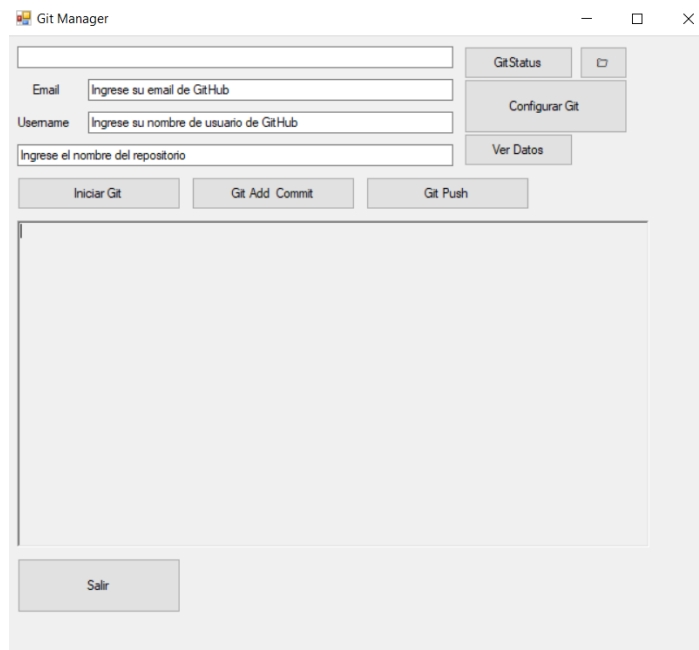 Git Manager
GitStatus
Email
Ingrese su email de GitHub
Configurar Git
Username
Ingrese su nombre de usuario de GitHub
Ingrese el nombre del repositorio
Ver Datos
Iniciar Git
Git Add Commit
Git Push
Salir